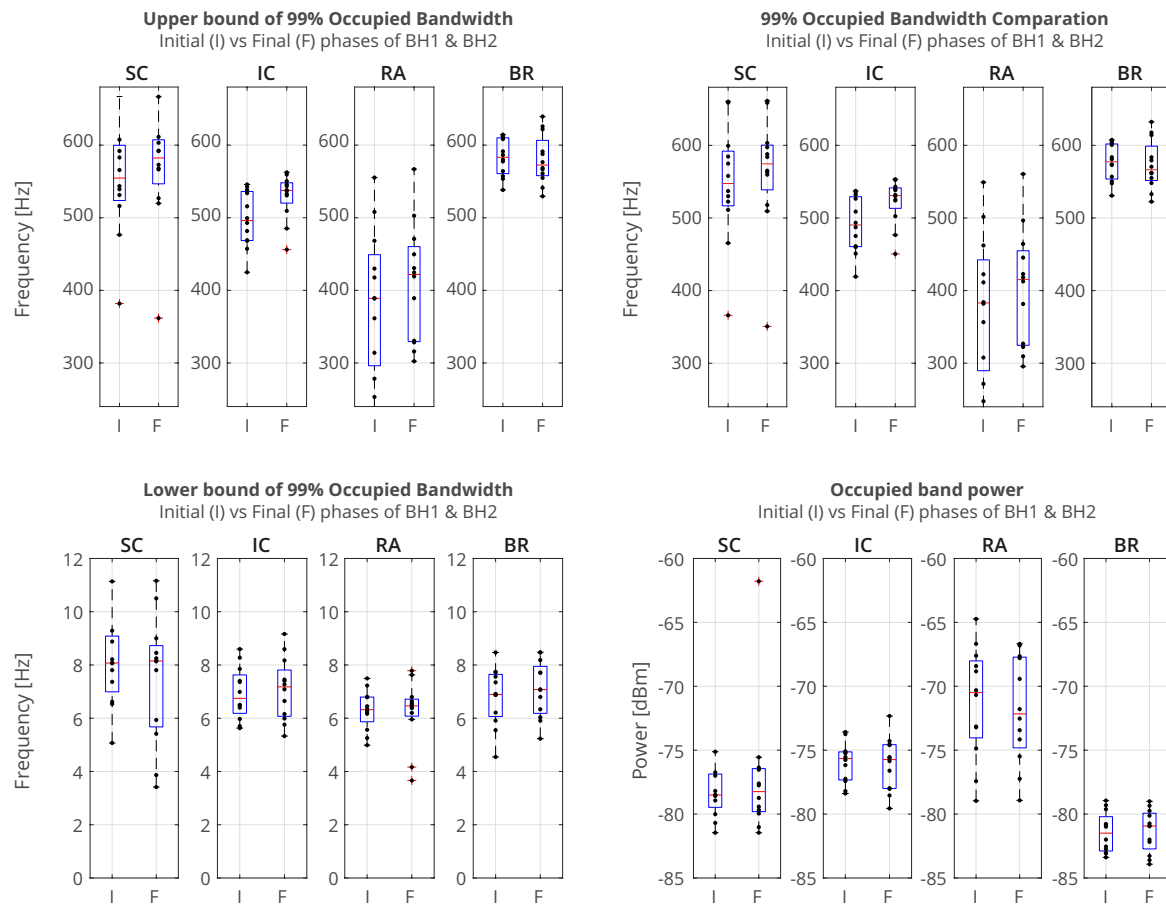 Upper bound of 99% Occupied Bandwidth
Initial (I) vs Final (F) phases of BH1 & BH2
SC IC RA BR
Frequency [Hz]
600 600 600 600
500 500 500 500
400 400 400 400
300 300 300 300
I F I F I F I F
99% Occupied Bandwidth Comparation
Initial (I) vs Final (F) phases of BH1 & BH2
SC IC RA BR
Frequency [Hz]
600 600 600 600
500 500 500 500
400 400 400 400
300 300 300 300
I F I F I F I F
Lower bound of 99% Occupied Bandwidth
Initial (I) vs Final (F) phases of BH1 & BH2
SC IC RA BR
Frequency [Hz]
12 12 12 12
10 10 10 10
8 8 8 8
6 6 6 6
4 4 4 4
2 2 2 2
0 0 0 0
I F I F I F I F
Occupied band power
Initial (I) vs Final (F) phases of BH1 & BH2
SC IC RA BR
Power [dBm]
-60 -60 -60 -60
-65 -65 -65 -65
-70 -70 -70 -70
-75 -75 -75 -75
-80 -80 -80 -80
-85 -85 -85 -85
I F I F I F I F